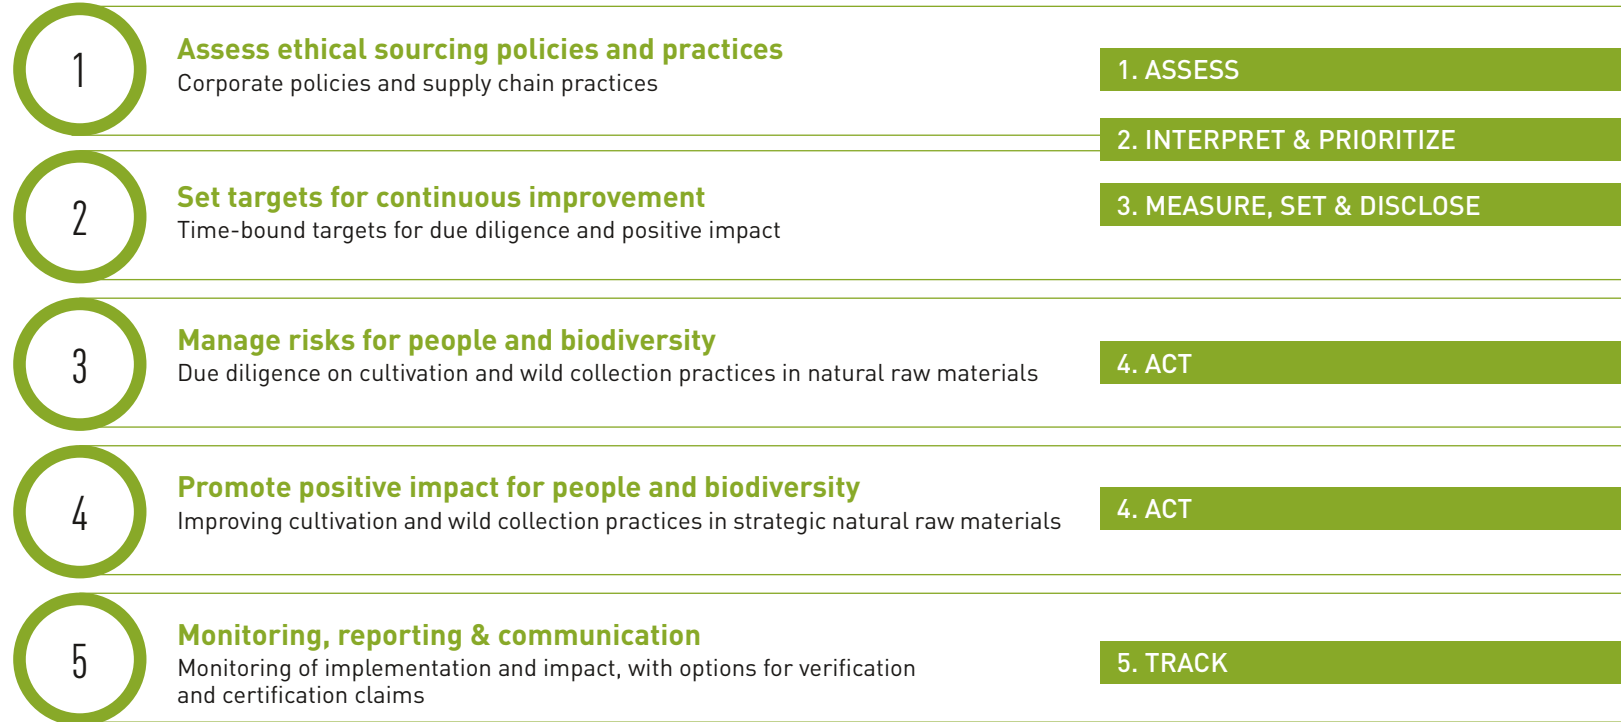 1
Assess ethical sourcing policies and practices
Corporate policies and supply chain practices
1. ASSESS
2. INTERPRET & PRIORITIZE
2
Set targets for continuous improvement
Time-bound targets for due diligence and positive impact
3. MEASURE, SET & DISCLOSE
3
Manage risks for people and biodiversity
Due diligence on cultivation and wild collection practices in natural raw materials
4. ACT
4
Promote positive impact for people and biodiversity
Improving cultivation and wild collection practices in strategic natural raw materials
4. ACT
5
Monitoring, reporting & communication
Monitoring of implementation and impact, with options for verification
and certification claims
5. TRACK